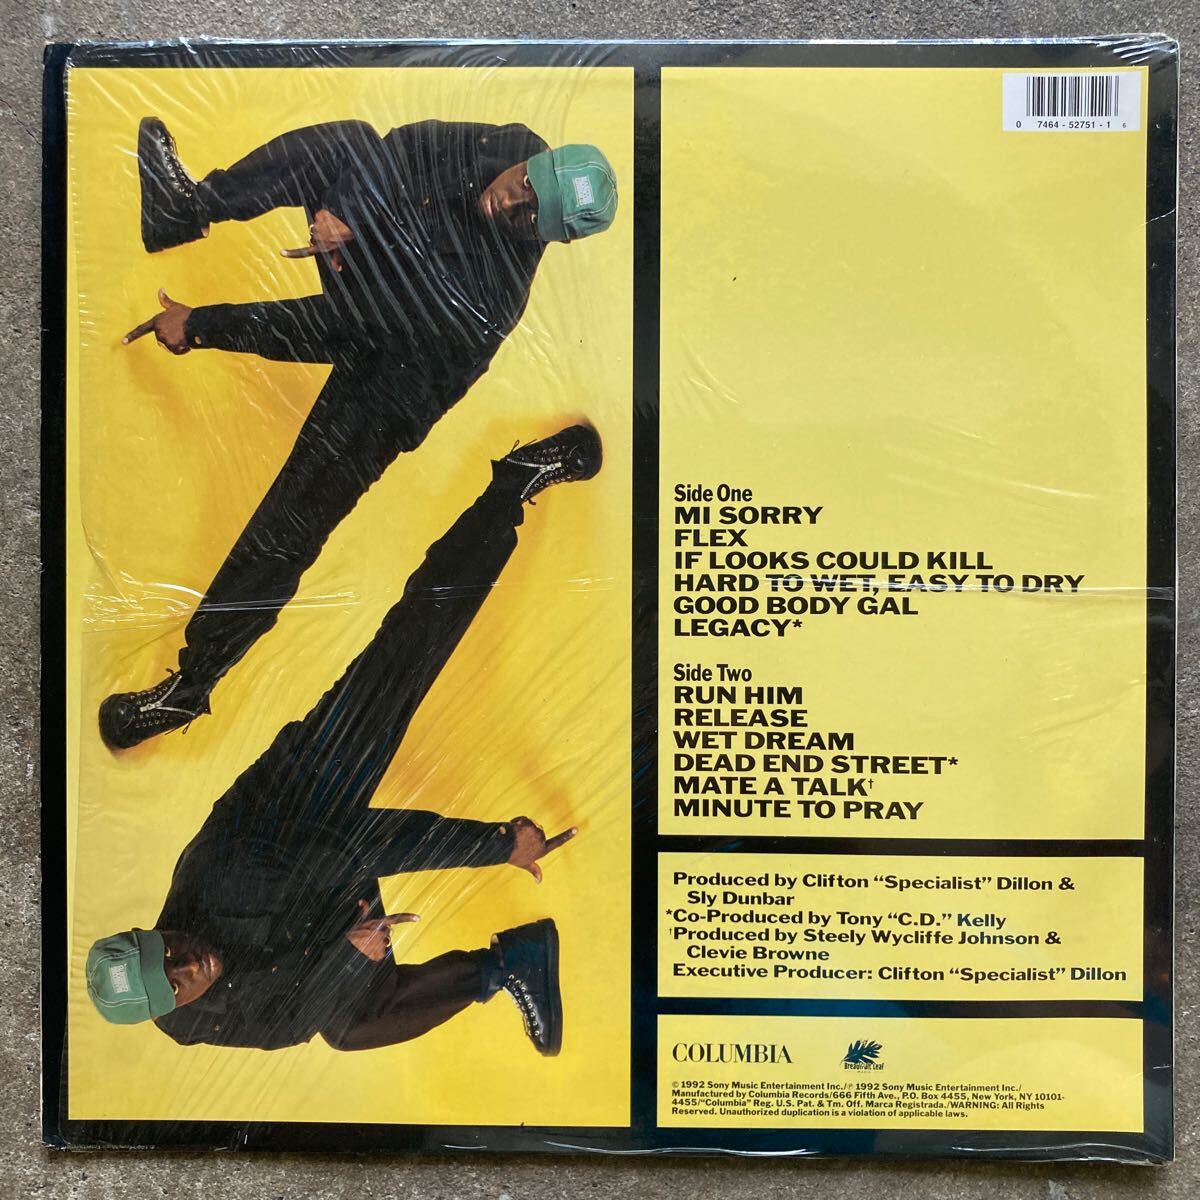 0 7464 - 52751 - 1 6
Side One
MI SORRY
FLEX
IF LOOKS COULD KILL
HARD TO WET, EASY TO DRY
GOOD BODY GAL
LEGACY*
Side Two
RUN HIM
RELEASE
WET DREAM
DEAD END STREET*
MATE A TALK†
MINUTE TO PRAY
Produced by Clifton “Specialist” Dillon &
Sly Dunbar
*Co-Produced by Tony “C.D.” Kelly
†Produced by Steely Wycliffe Johnson &
Clevie Browne
Executive Producer: Clifton “Specialist” Dillon
COLUMBIA
Breadfruit Leaf
Music
© 1992 Sony Music Entertainment Inc./℗ 1992 Sony Music Entertainment Inc./
Manufactured by Columbia Records/666 Fifth Ave., P.O. Box 4455, New York, NY 10101-
4455/“Columbia” Reg. U.S. Pat. & Tm. Off. Marca Registrada./WARNING: All Rights
Reserved. Unauthorized duplication is a violation of applicable laws.